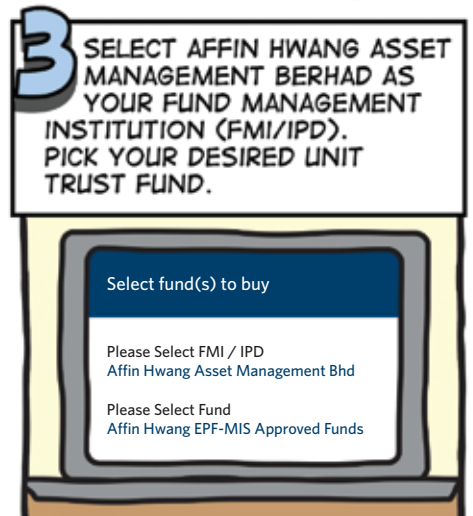 3 SELECT AFFIN HWANG ASSET
MANAGEMENT BERHAD AS
YOUR FUND MANAGEMENT
INSTITUTION (FMI/IPD).
PICK YOUR DESIRED UNIT
TRUST FUND.
Select fund(s) to buy
Please Select FMI / IPD
Affin Hwang Asset Management Bhd
Please Select Fund
Affin Hwang EPF-MIS Approved Funds